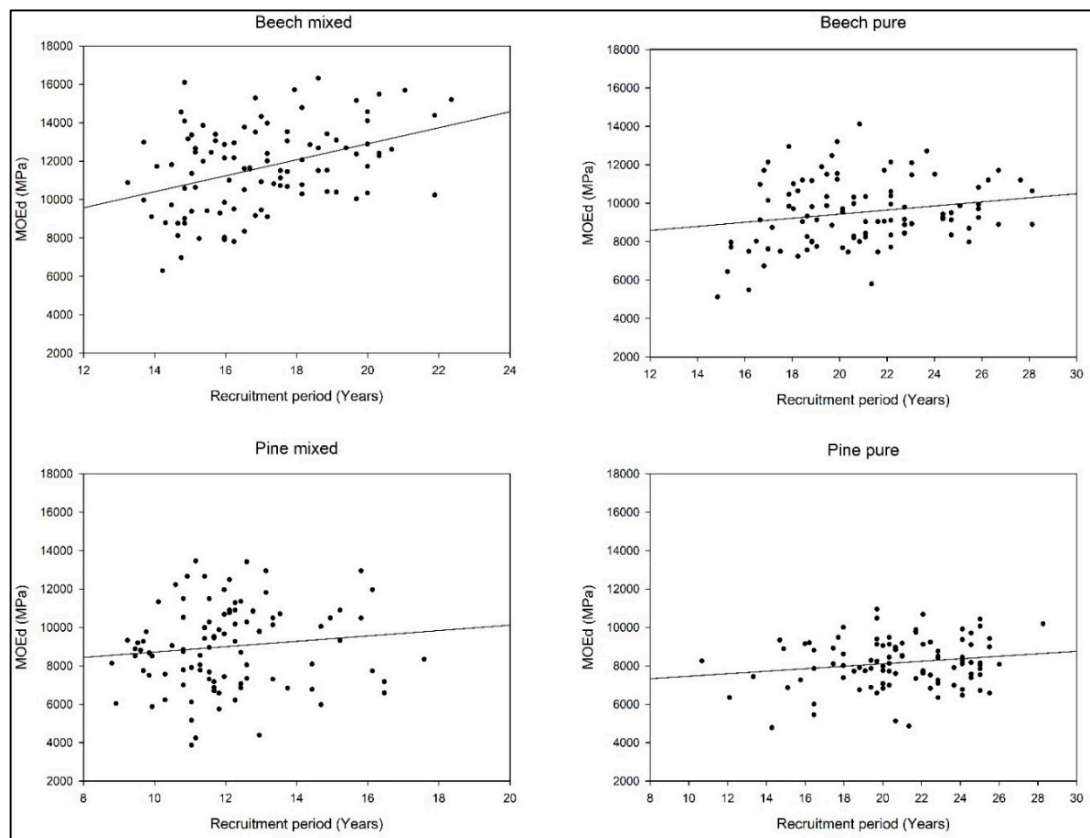 Beech mixed
18000
16000
14000
12000
10000
8000
6000
4000
2000
MOEd (MPa)
12 14 16 18 20 22 24
Recruitment period (Years)
Beech pure
18000
16000
14000
12000
10000
8000
6000
4000
2000
MOEd (MPa)
12 14 16 18 20 22 24 26 28 30
Recruitment period (Years)
Pine mixed
18000
16000
14000
12000
10000
8000
6000
4000
2000
MOEd (MPa)
8 10 12 14 16 18 20
Recruitment period (Years)
Pine pure
18000
16000
14000
12000
10000
8000
6000
4000
2000
MOEd (MPa)
8 10 12 14 16 18 20 22 24 26 28 30
Recruitment period (Years)